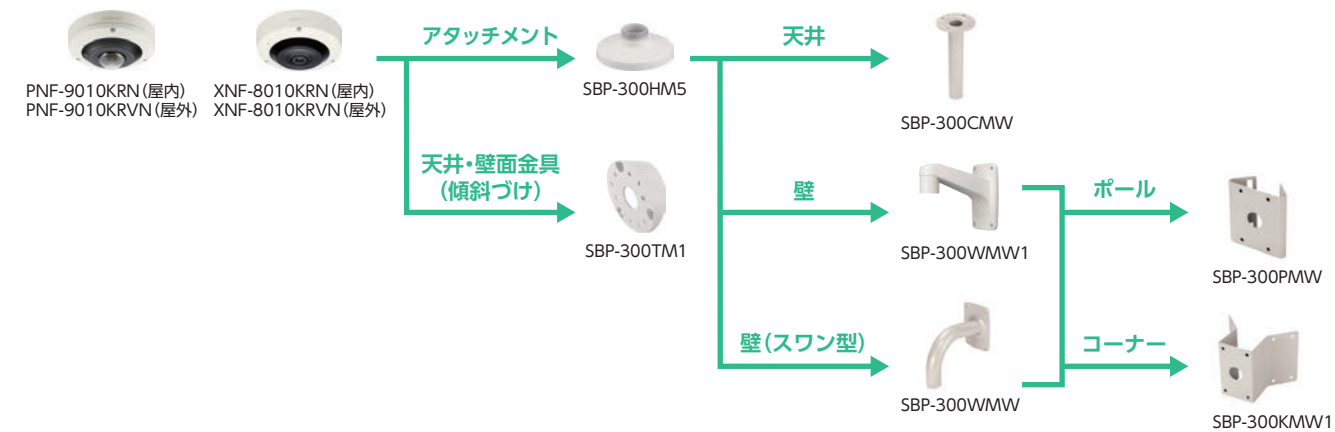 アタッチメント
天井
PNF-9010KRN（屋内）
PNF-9010KRVN（屋外）
XNF-8010KRN（屋内）
XNF-8010KRVN（屋外）
SBP-300HM5
SBP-300CMW
天井・壁面金具
（傾斜づけ）
SBP-300TM1
壁
SBP-300WMW1
ポール
SBP-300PMW
壁（スワン型）
SBP-300WMW
コーナー
SBP-300KMW1